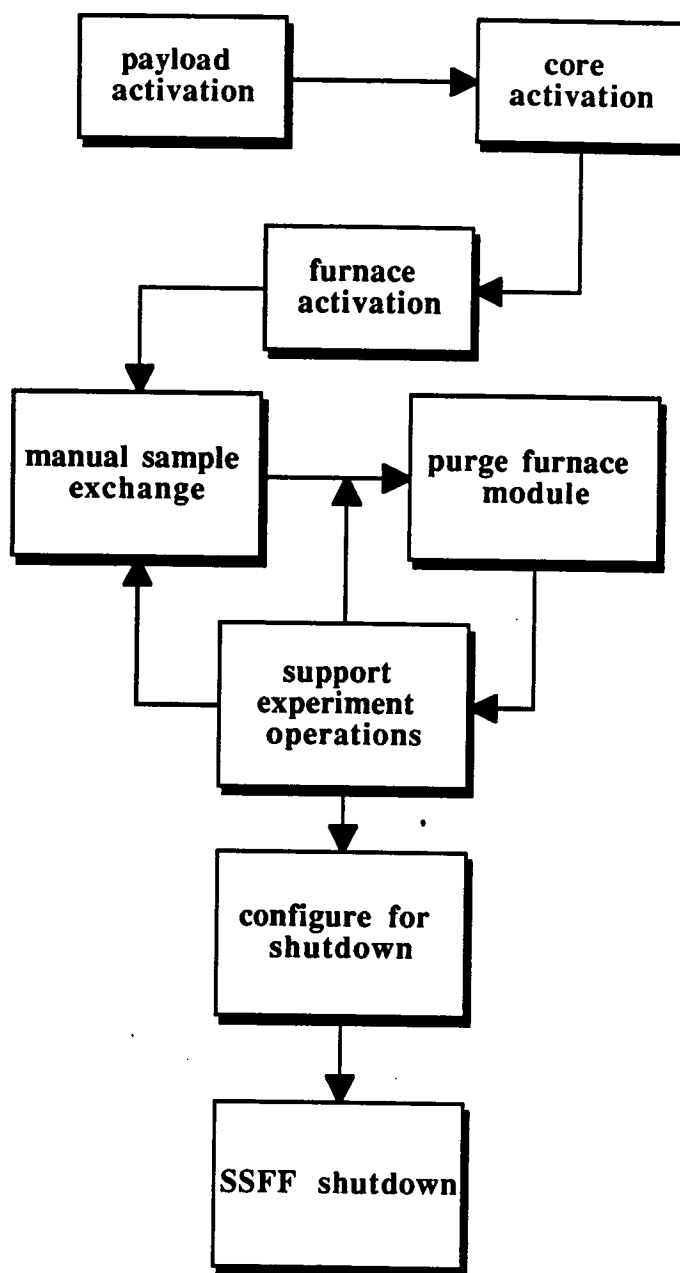 payload
activation
core
activation
furnace
activation
manual sample
exchange
purge furnace
module
support
experiment
operations
configure for
shutdown
SSFF shutdown